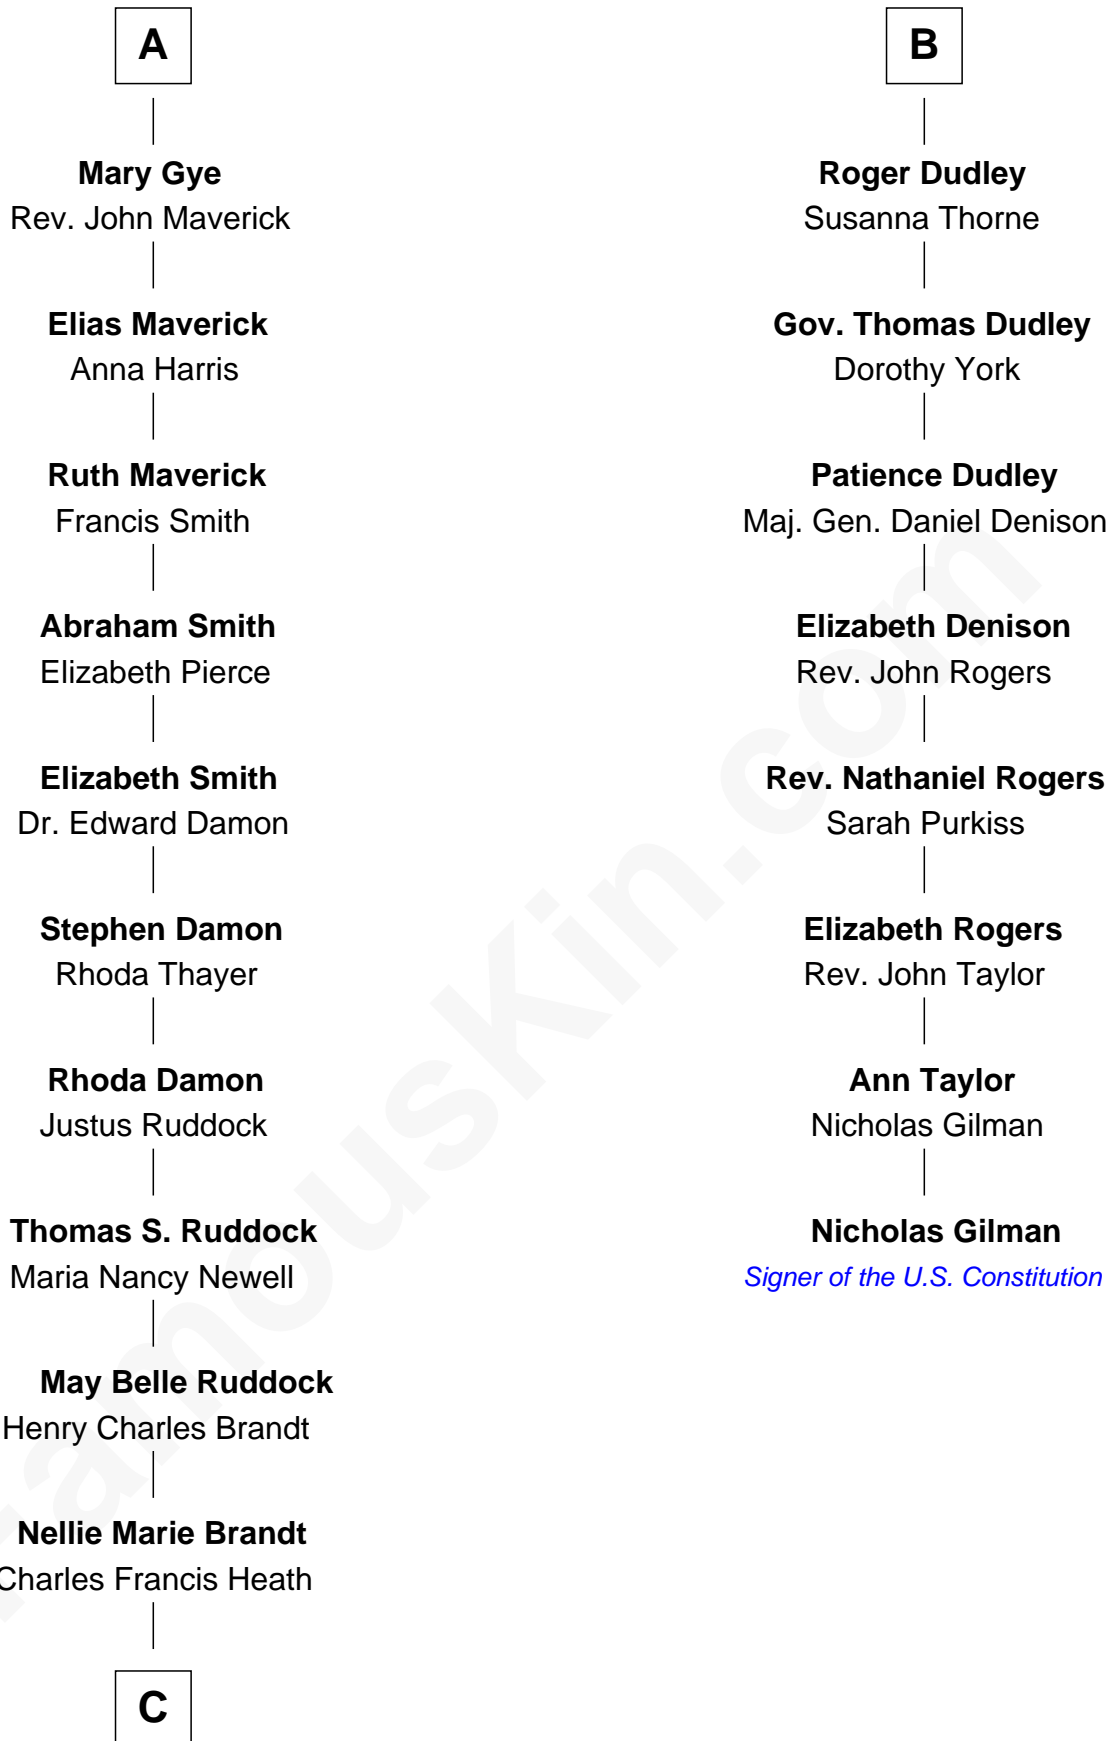 A
Mary Gye
Rev. John Maverick
Elias Maverick
Anna Harris
Ruth Maverick
Francis Smith
Abraham Smith
Elizabeth Pierce
Elizabeth Smith
Dr. Edward Damon
Stephen Damon
Rhoda Thayer
Rhoda Damon
Justus Ruddock
Thomas S. Ruddock
Maria Nancy Newell
May Belle Ruddock
Henry Charles Brandt
Nellie Marie Brandt
Charles Francis Heath
C
B
Roger Dudley
Susanna Thorne
Gov. Thomas Dudley
Dorothy York
Patience Dudley
Maj. Gen. Daniel Denison
Elizabeth Denison
Rev. John Rogers
Rev. Nathaniel Rogers
Sarah Purkiss
Elizabeth Rogers
Rev. John Taylor
Ann Taylor
Nicholas Gilman
Nicholas Gilman
Signer of the U.S. Constitution
FamousKin.com